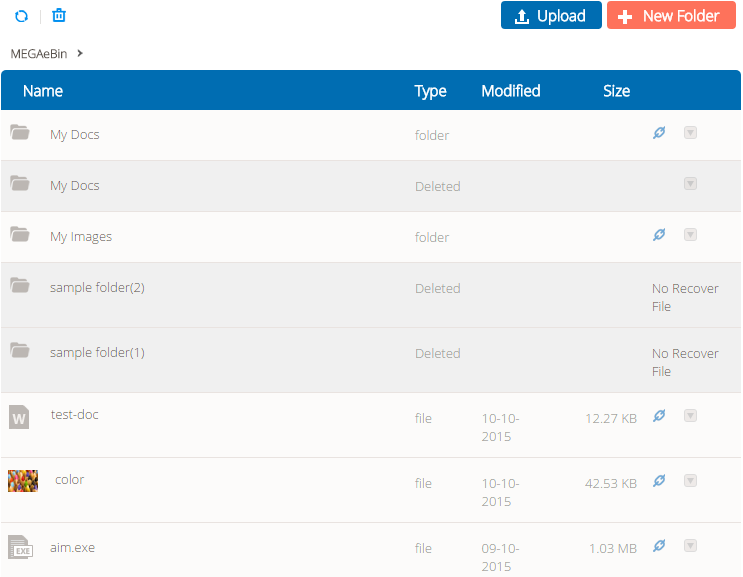 Upload New Folder
MEGAeBin
Name Type Modified Size
My Docs folder
My Docs Deleted
My Images folder
sample folder(2) Deleted No Recover
File
sample folder(1) Deleted No Recover
File
W test-doc file 10-10- 12.27 KB
2015
color file 10-10- 42.53 KB
2015
EXE aim.exe file 09-10- 1.03 MB
2015